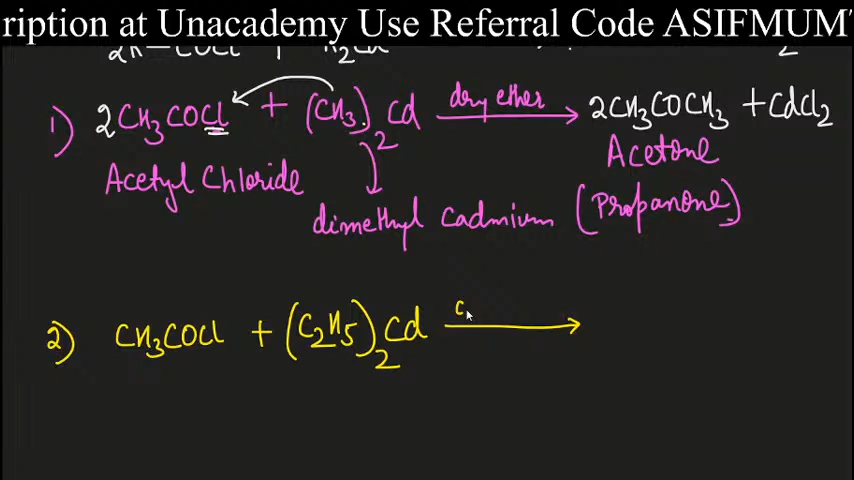 ription at Unacademy Use Referral Code ASIFMUM
1) 2CH3COCl + (CH3)2Cd dry ether 2CH3COCH3 + CdCl2
Acetyl Chloride
Acetone
dimethyl Cadmium
(Propanone)
2) CH3COCl + (C2H5)2Cd